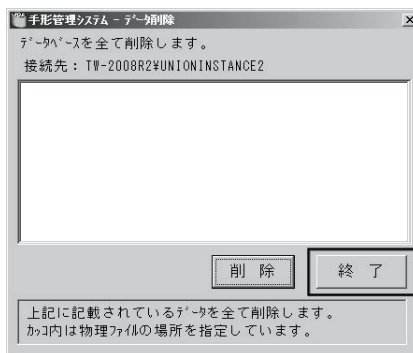 手形管理システム - データ削除
データベースを全て削除します。
接続先：TW-2008R2¥UNIONINSTANCE2
削 除
終 了
上記に記載されているデータを全て削除します。
カッコ内は物理ファイルの場所を指定しています。